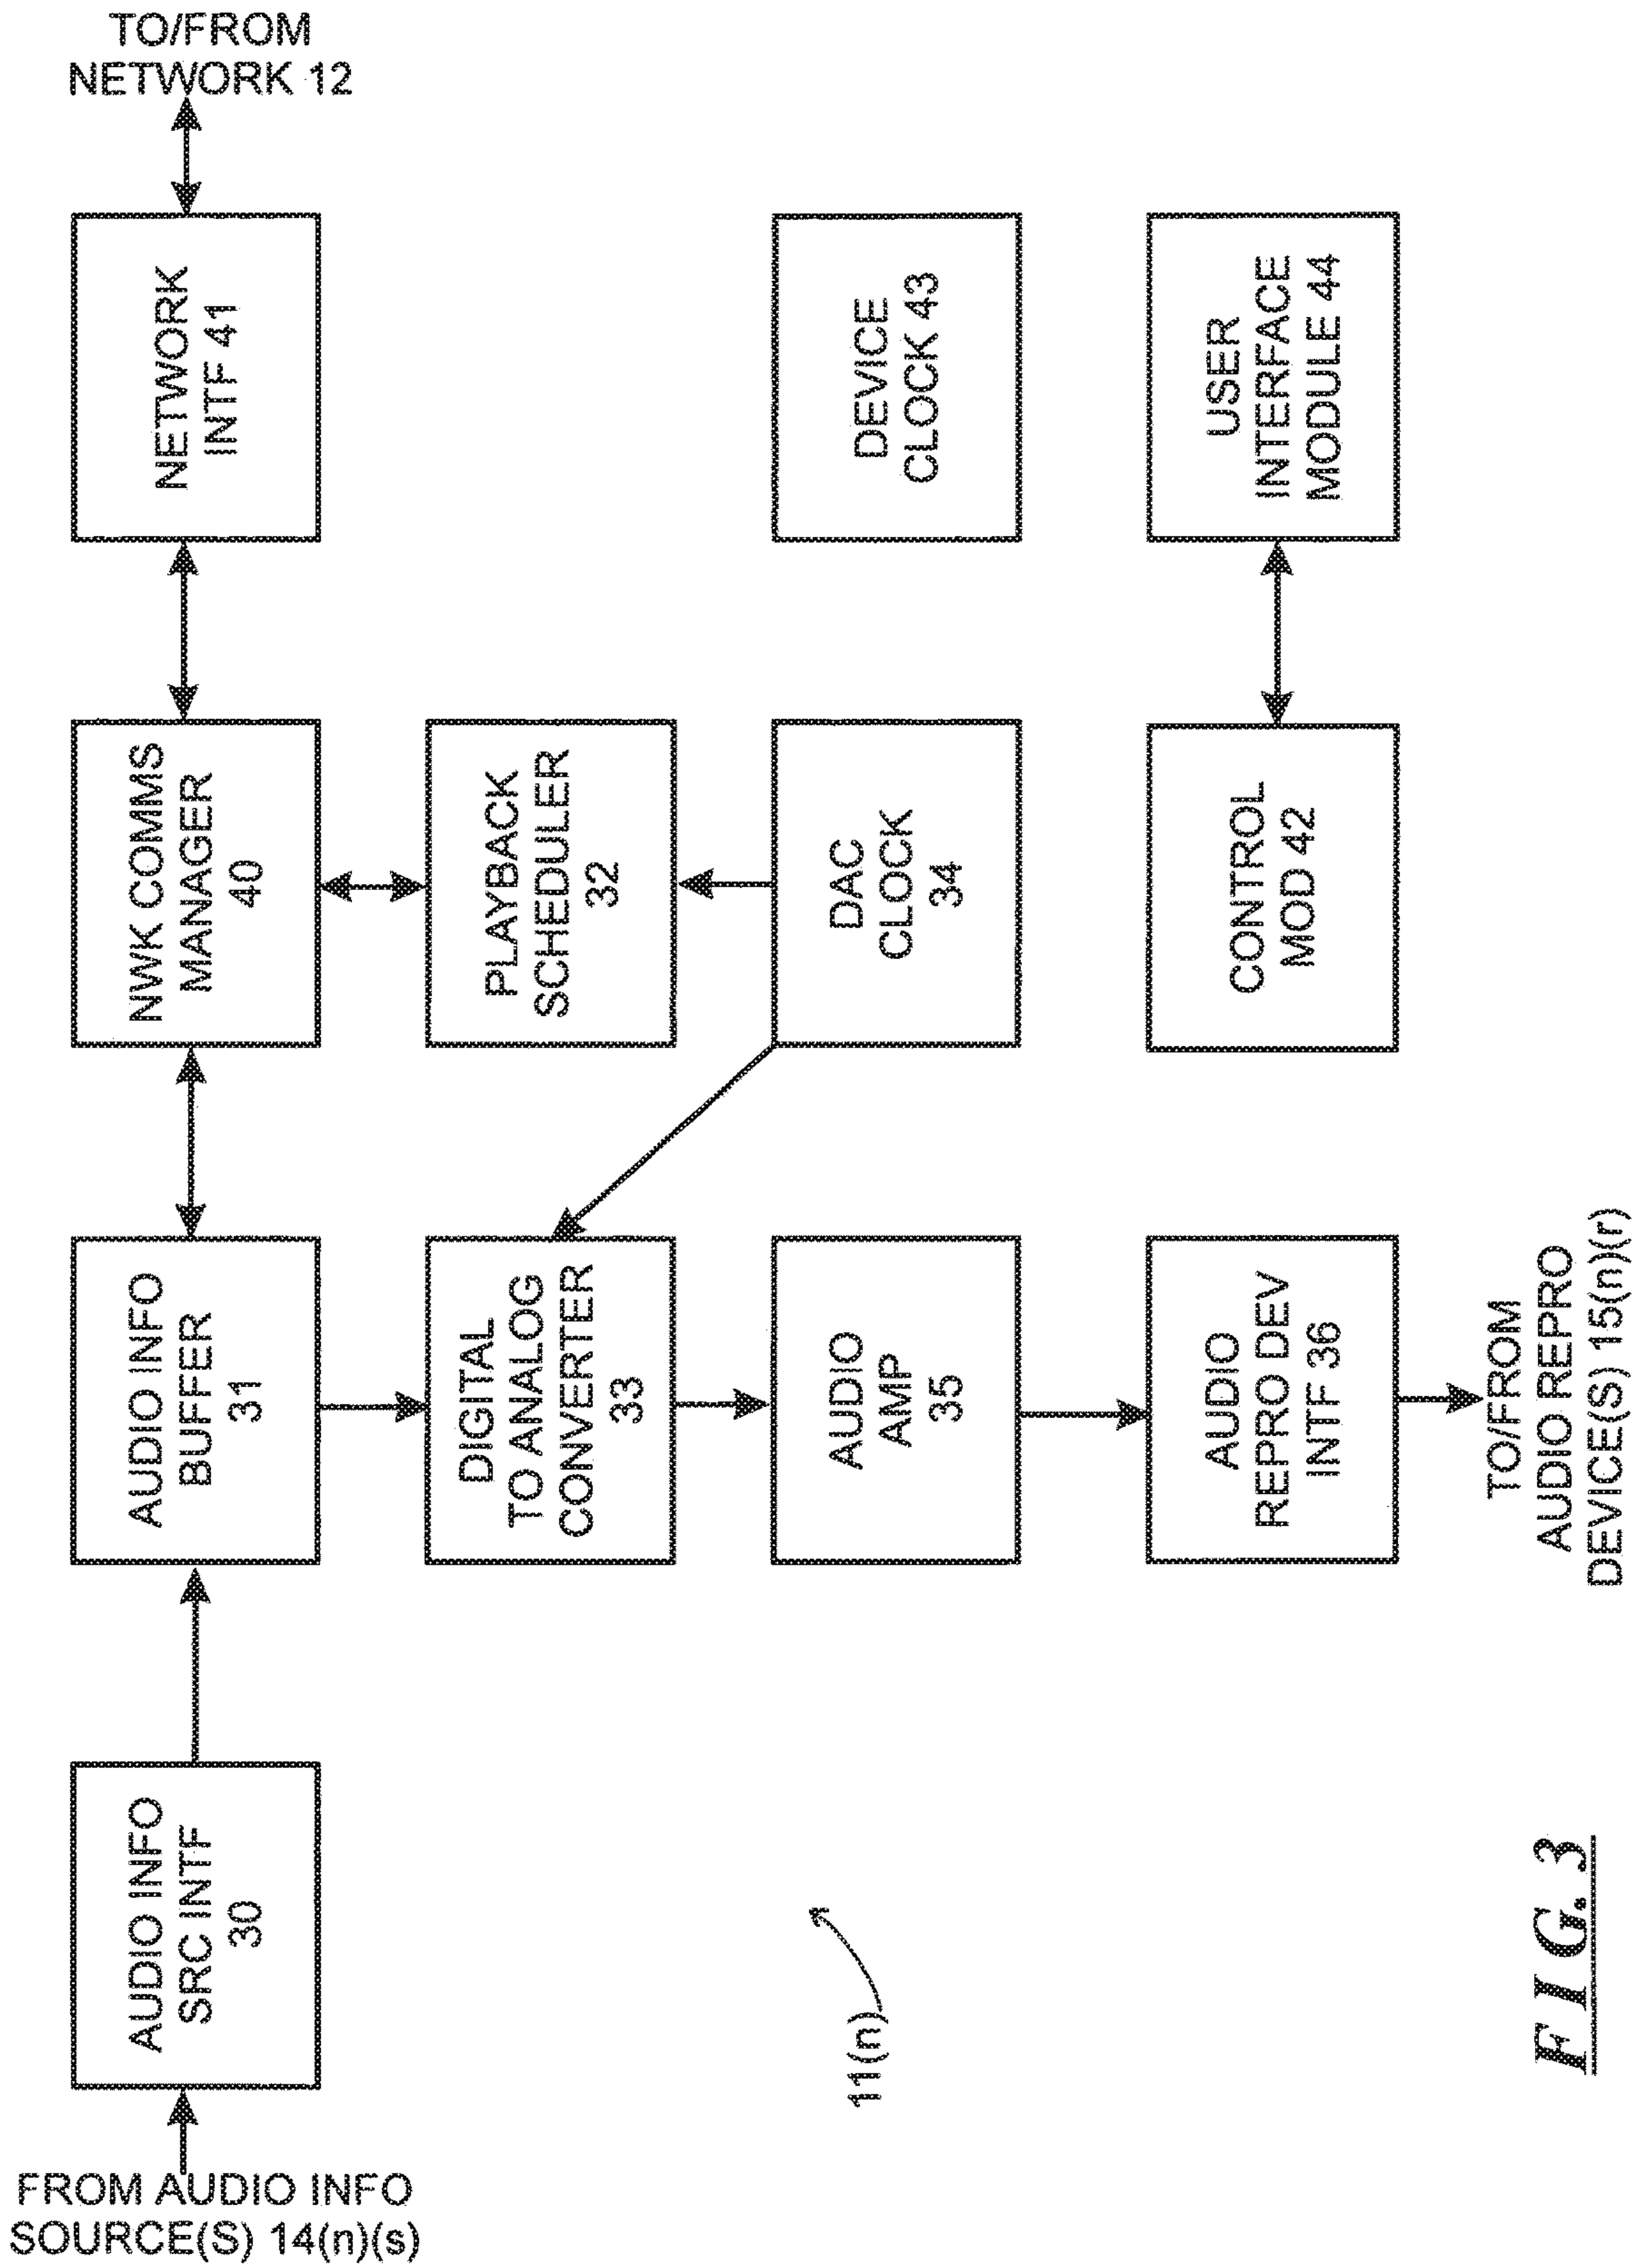 FROM AUDIO INFO
SOURCE(S) 14(n)(s)
AUDIO INFO
SRC INTF
30
AUDIO INFO
BUFFER
31
NWK COMMS
MANAGER
40
NETWORK
INTF 41
TO/FROM
NETWORK 12
DIGITAL
TO ANALOG
CONVERTER
33
PLAYBACK
SCHEDULER
32
AUDIO
AMP
35
DAC
CLOCK
34
DEVICE
CLOCK 43
11(n)
AUDIO
REPRO DEV
INTF 36
CONTROL
MOD 42
USER
INTERFACE
MODULE 44
TO/FROM
AUDIO REPRO
DEVICE(S) 15(n)(r)
FIG. 3